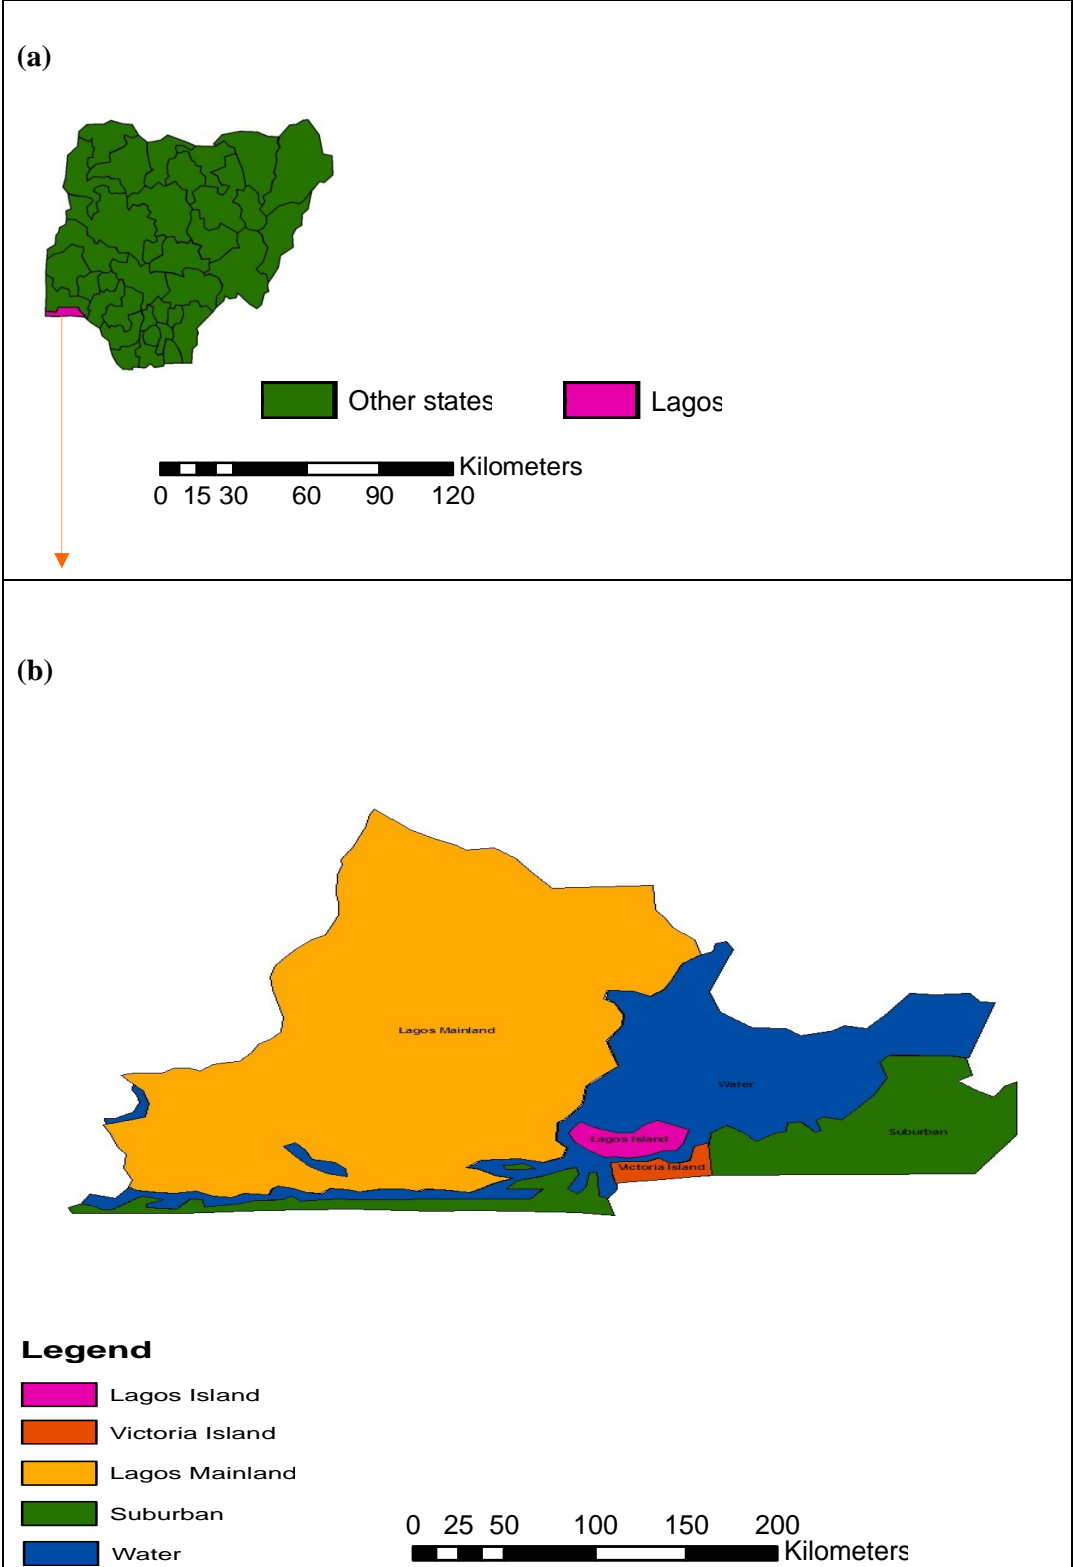 (a)
Other states
Lagos
Kilometers
0 15 30 60 90 120
(b)
Lagos Mainland
Water
Suburban
Lagos Island
Victoria Island
Legend
Lagos Island
Victoria Island
Lagos Mainland
Suburban
Water
0 25 50 100 150 200
Kilometers